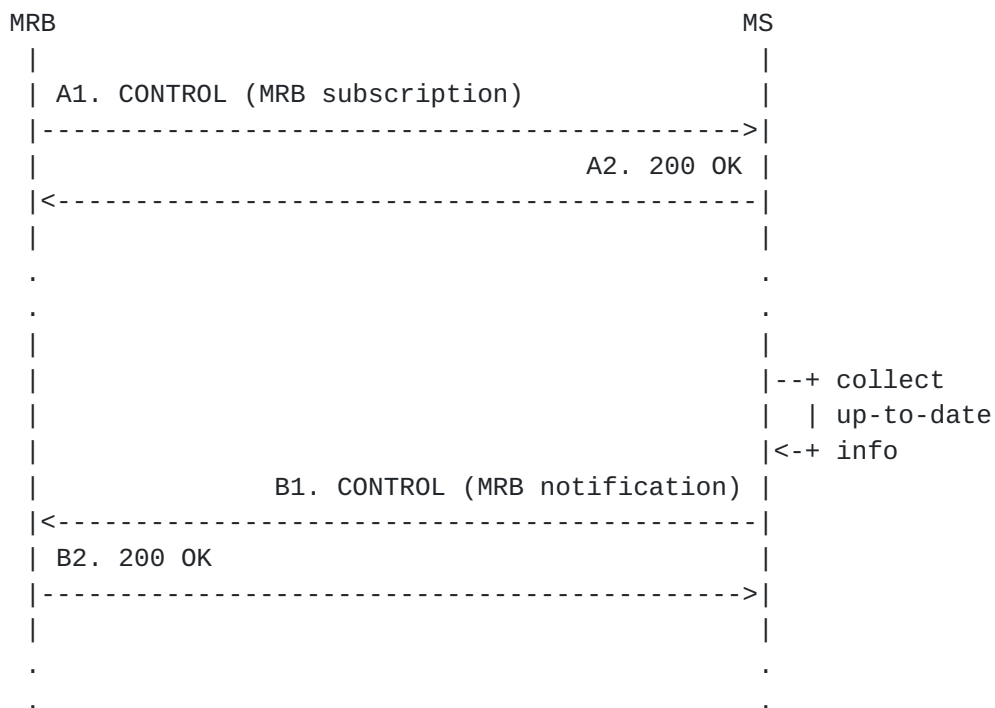 MRB MS
A1. CONTROL (MRB subscription)
A2. 200 OK
collect
up-to-date
info
B1. CONTROL (MRB notification)
B2. 200 OK